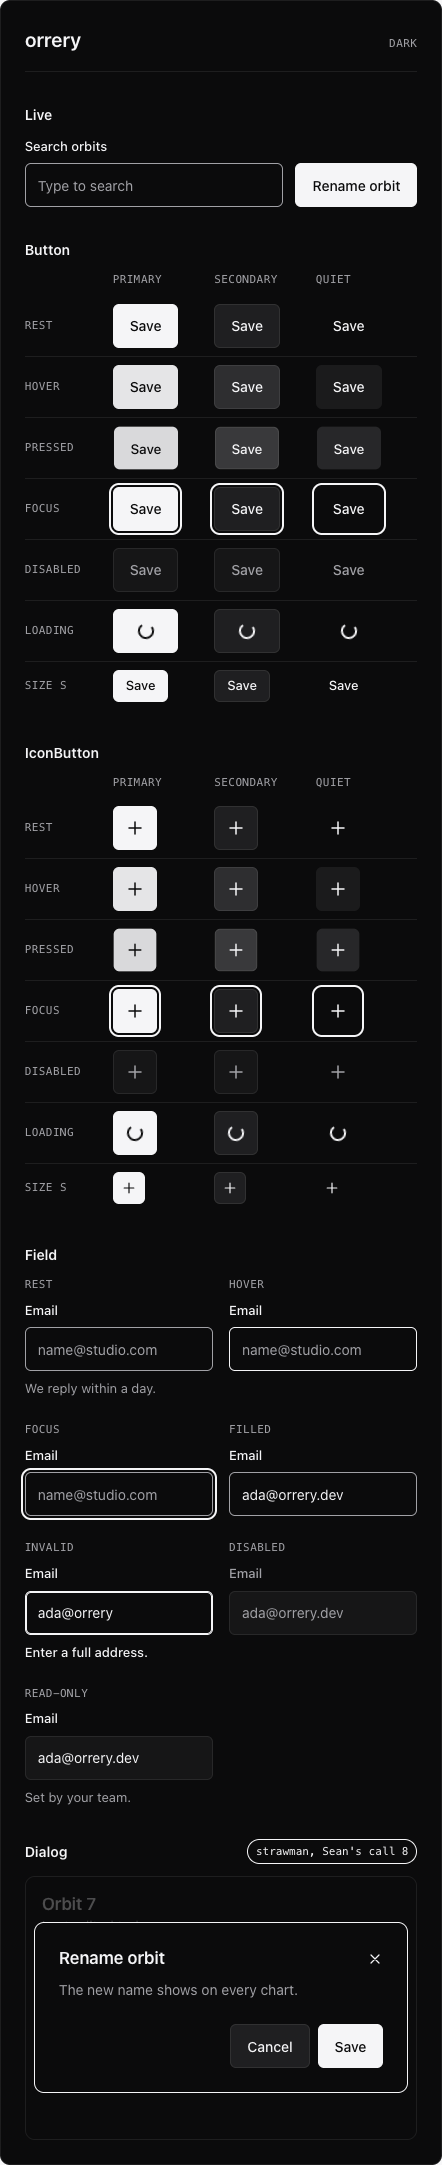 orrery
DARK
Live
Search orbits
Type to search
Rename orbit
Button
PRIMARY SECONDARY QUIET
REST Save Save Save
HOVER Save Save Save
PRESSED Save Save Save
FOCUS Save Save Save
DISABLED Save Save Save
LOADING
SIZE S Save Save Save
IconButton
PRIMARY SECONDARY QUIET
REST
HOVER
PRESSED
FOCUS
DISABLED
LOADING
SIZE S
Field
REST HOVER
Email Email
name@studio.com name@studio.com
We reply within a day.
FOCUS FILLED
Email Email
name@studio.com ada@orrery.dev
INVALID DISABLED
Email Email
ada@orrery ada@orrery.dev
Enter a full address.
READ-ONLY
Email
ada@orrery.dev
Set by your team.
Dialog
strawman, Sean's call 8
Orbit 7
Rename orbit
The new name shows on every chart.
Cancel Save